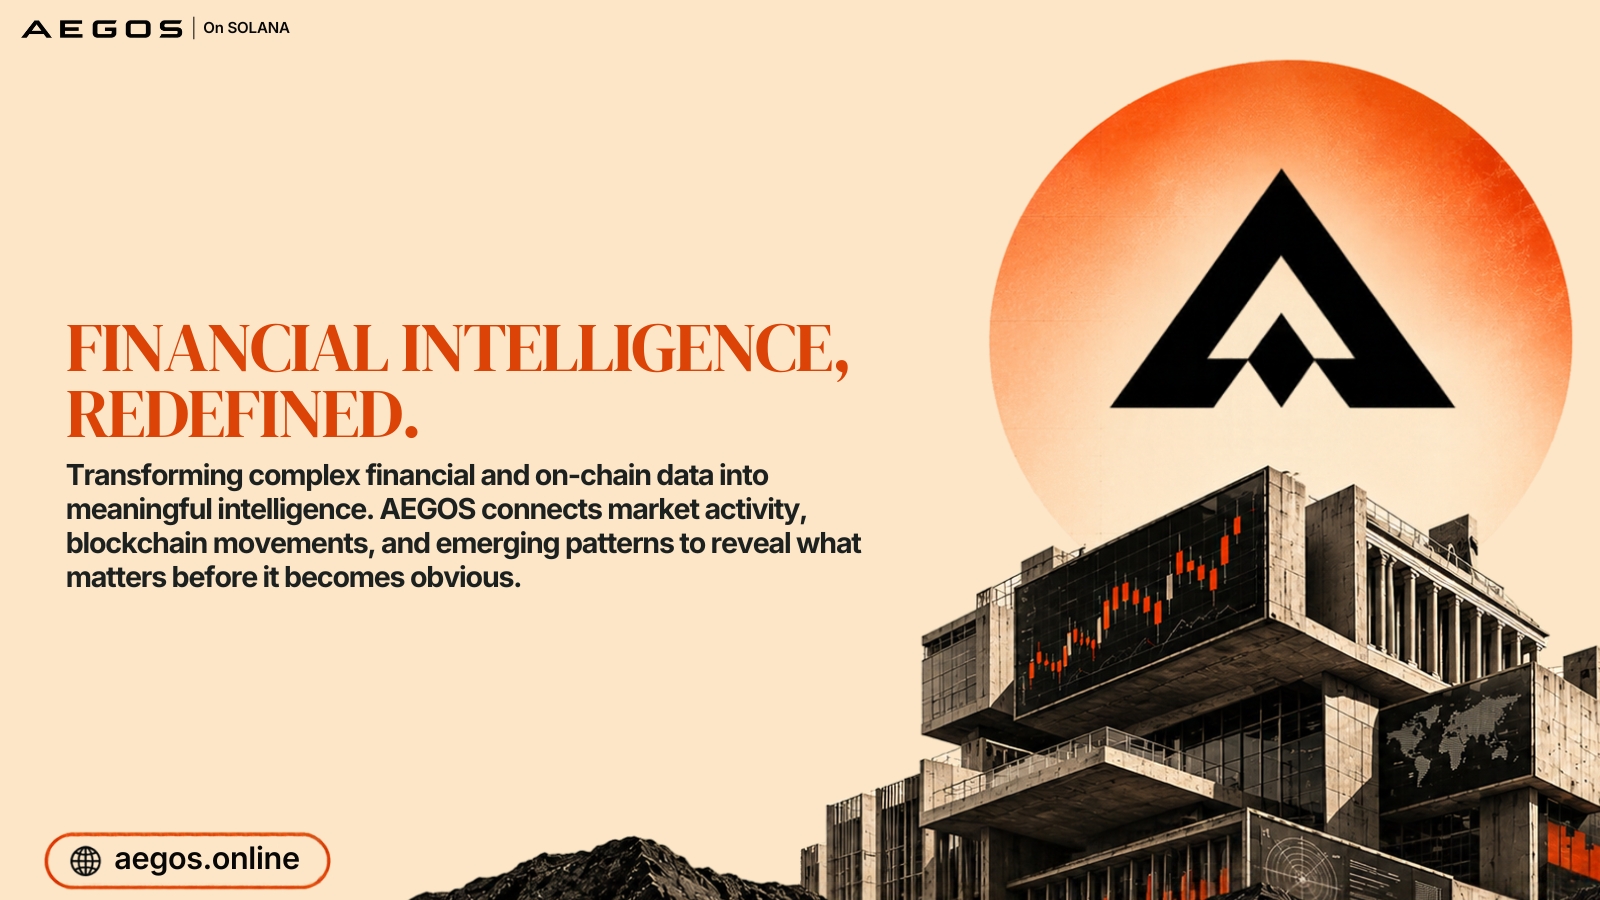 AEGOS On SOLANA
FINANCIAL INTELLIGENCE,
REDEFINED.
Transforming complex financial and on-chain data into
meaningful intelligence. AEGOS connects market activity,
blockchain movements, and emerging patterns to reveal what
matters before it becomes obvious.
aegos.online